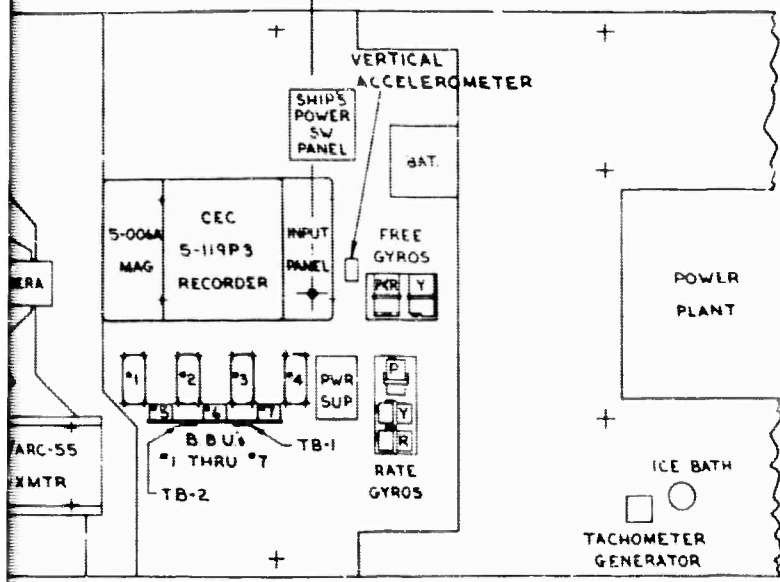 VERTICAL
ACCELEROMETER
SHIP'S
POWER
SW
PANEL
BAT.
5-006A
MAG
CEC
5-119P3
RECORDER
INPUT
PANEL
FREE
GYROS
P&R Y
POWER
PLANT
ERA
#1 #2 #3 #4
PWR
SUP
P
#5 #6 #7
Y
R
B.B.U.'s
#1 THRU #7
TB-1
TB-2
RATE
GYROS
ARC-55
XMTR
ICE BATH
TACHOMETER
GENERATOR